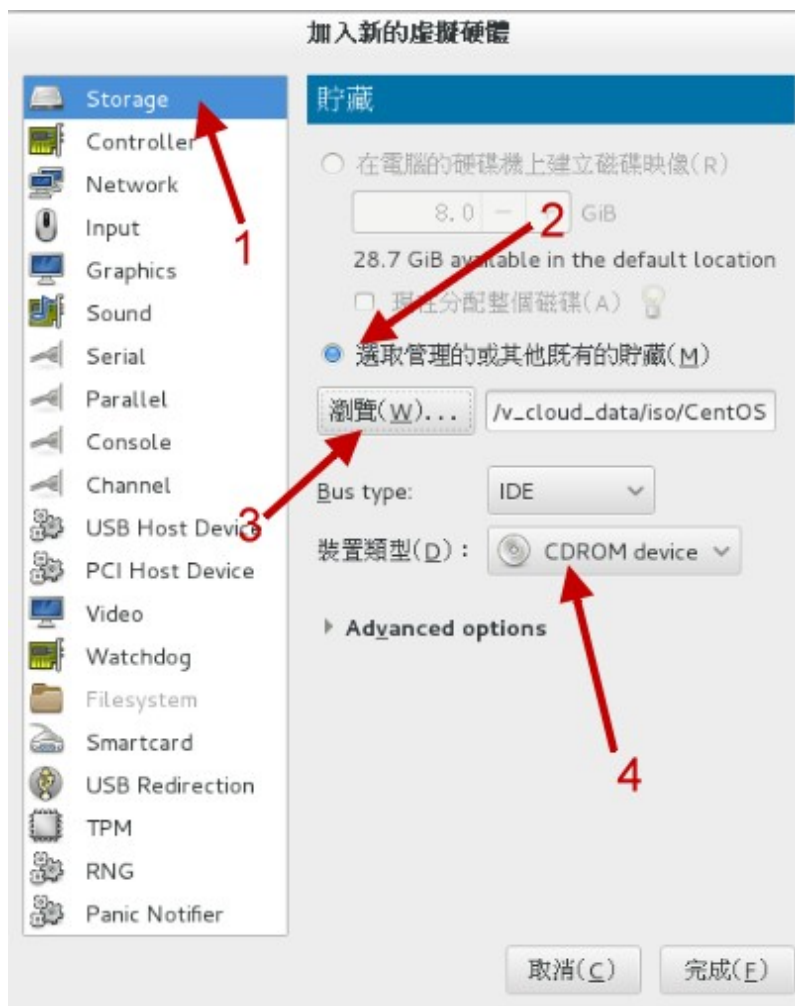 加入新的虛擬硬體
Storage
Controller
Network
Input
Graphics
Sound
Serial
Parallel
Console
Channel
USB Host Device
PCI Host Device
Video
Watchdog
Filesystem
Smartcard
USB Redirection
TPM
RNG
Panic Notifier
1
貯藏
在電腦的硬碟機上建立磁碟映像(R)
8.0 － GiB
2
28.7 GiB available in the default location
現在分配整個磁碟(A)
選取管理的或其他既有的貯藏(M)
瀏覽(W)... /v_cloud_data/iso/CentOS
3
Bus type: IDE
裝置類型(D)： CDROM device
Advanced options
4
取消(C) 完成(F)